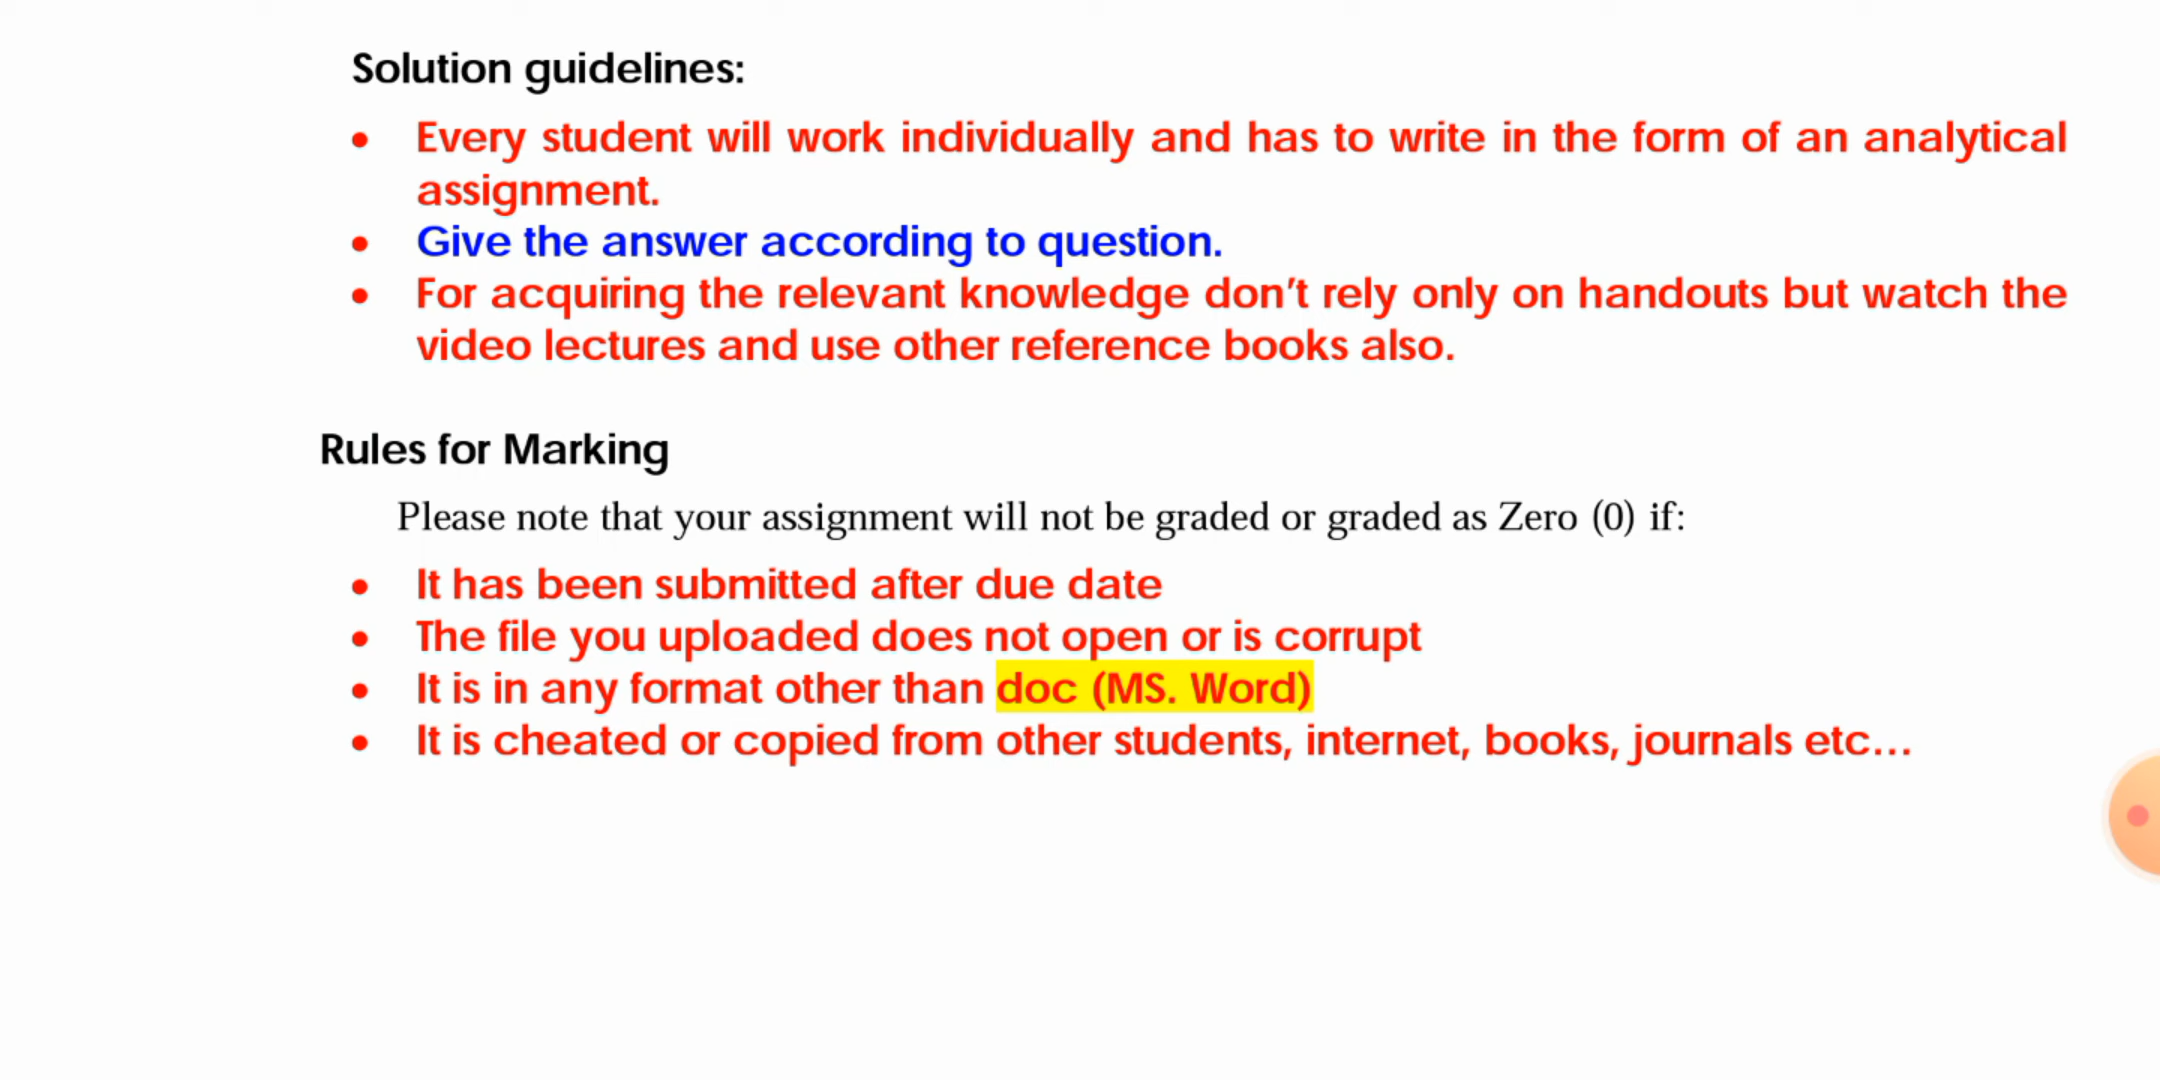 Solution guidelines:
• Every student will work individually and has to write in the form of an analytical
assignment.
• Give the answer according to question.
• For acquiring the relevant knowledge don't rely only on handouts but watch the
video lectures and use other reference books also.
Rules for Marking
Please note that your assignment will not be graded or graded as Zero (0) if:
• It has been submitted after due date
• The file you uploaded does not open or is corrupt
• It is in any format other than doc (MS. Word)
• It is cheated or copied from other students, internet, books, journals etc...